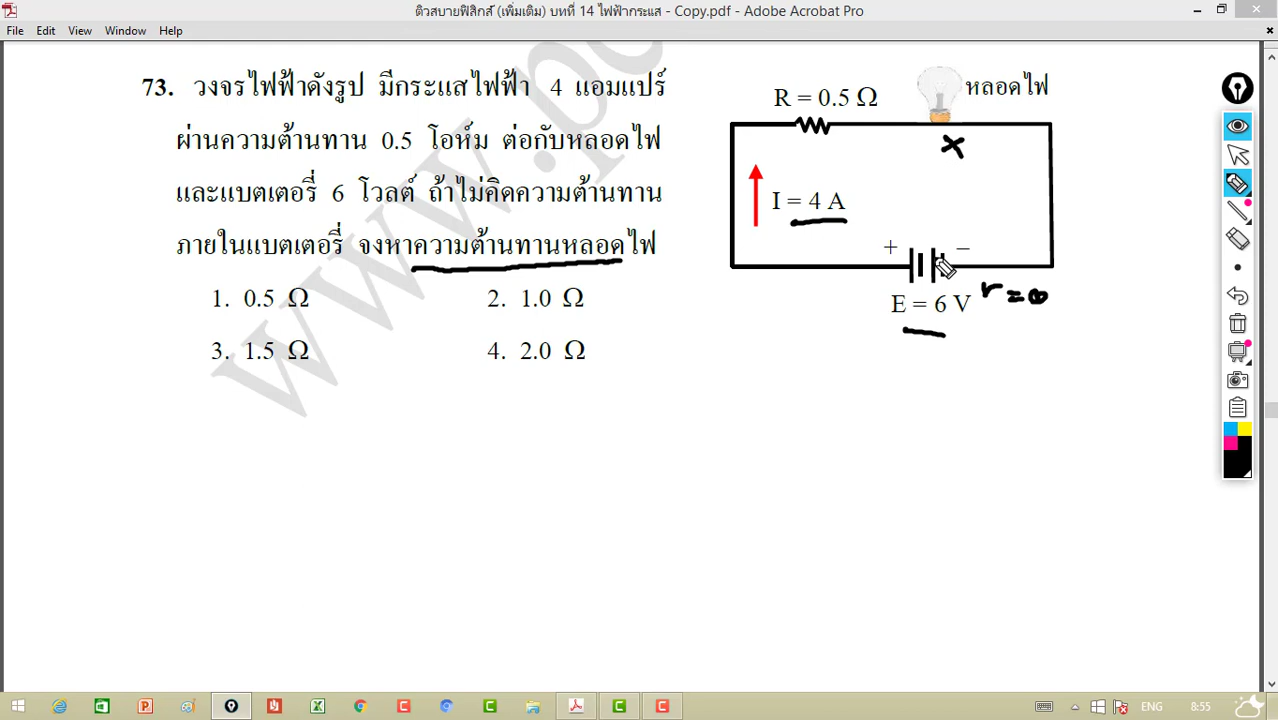 ติวสบายฟิสิกส์ (เพิ่มเติม) บทที่ 14 ไฟฟ้ากระแส - Copy.pdf - Adobe Acrobat Pro
File Edit View Window Help
73. วงจรไฟฟ้าดังรูป มีกระแสไฟฟ้า 4 แอมแปร์
ผ่านความต้านทาน 0.5 โอห์ม ต่อกับหลอดไฟ
และแบตเตอรี่ 6 โวลต์ ถ้าไม่คิดความต้านทาน
ภายในแบตเตอรี่ จงหาความต้านทานหลอดไฟ
1. 0.5 Ω 2. 1.0 Ω
3. 1.5 Ω 4. 2.0 Ω
หลอดไฟ
R = 0.5 Ω
x
I = 4 A
+ −
E = 6 V
www.pe
ENG 8:55